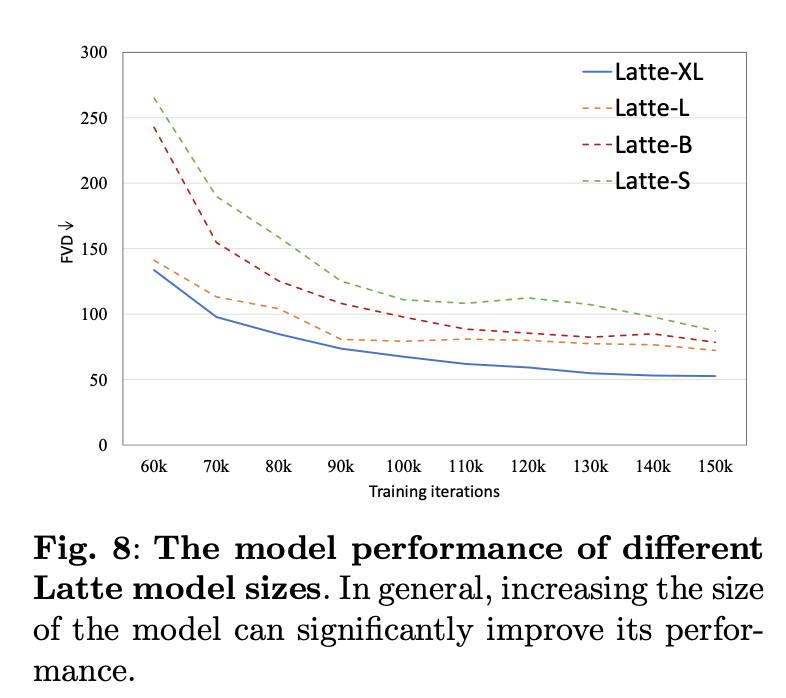 300
250
200
150
100
50
0
FVD ↓
Latte-XL
Latte-L
Latte-B
Latte-S
60k 70k 80k 90k 100k 110k 120k 130k 140k 150k
Training iterations
Fig. 8: The model performance of different
Latte model sizes. In general, increasing the size
of the model can significantly improve its perfor-
mance.